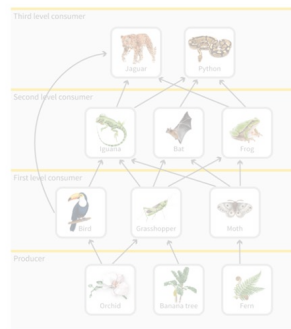 Third level consumer
Jaguar
Python
Second level consumer
Iguana
Bat
Frog
First level consumer
Bird
Grasshopper
Moth
Producer
Orchid
Banana tree
Fern